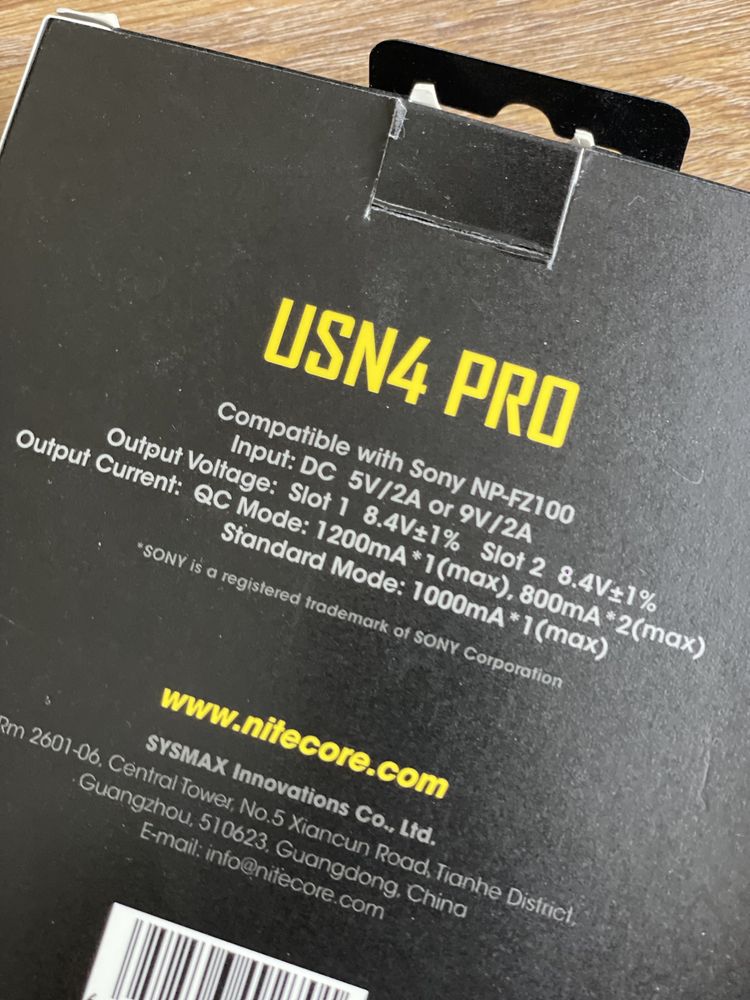 USN4 PRO
Compatible with Sony NP-FZ100
Input: DC 5V/2A or 9V/2A
Output Voltage: Slot 1 8.4V±1% Slot 2 8.4V±1%
Output Current: QC Mode: 1200mA*1(max), 800mA*2(max)
Standard Mode: 1000mA*1(max)
*SONY is a registered trademark of SONY Corporation
www.nitecore.com
SYSMAX Innovations Co., Ltd.
Rm 2601-06, Central Tower, No.5 Xiancun Road, Tianhe District,
Guangzhou, 510623, Guangdong, China
E-mail: info@nitecore.com